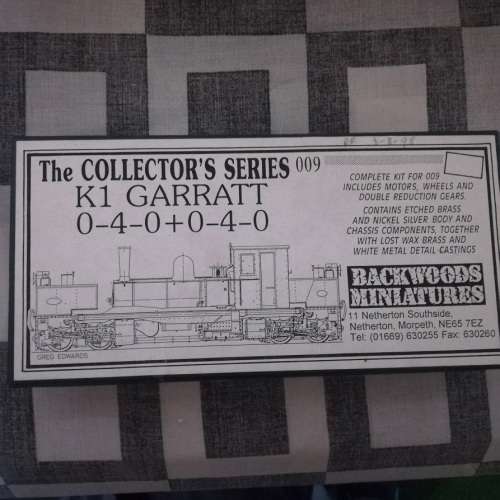 The COLLECTOR'S SERIES 009
K1 GARRATT
0-4-0+0-4-0
COMPLETE KIT FOR 009
INCLUDES MOTORS, WHEELS AND
DOUBLE REDUCTION GEARS.
CONTAINS ETCHED BRASS
AND NICKEL SILVER BODY AND
CHASSIS COMPONENTS, TOGETHER
WITH LOST WAX BRASS AND
WHITE METAL DETAIL CASTINGS
BACKWOODS
MINIATURES
11 Netherton Southside,
Netherton, Morpeth, NE65 7EZ
Tel: (01669) 630255 Fax: 630260
GREG EDWARDS